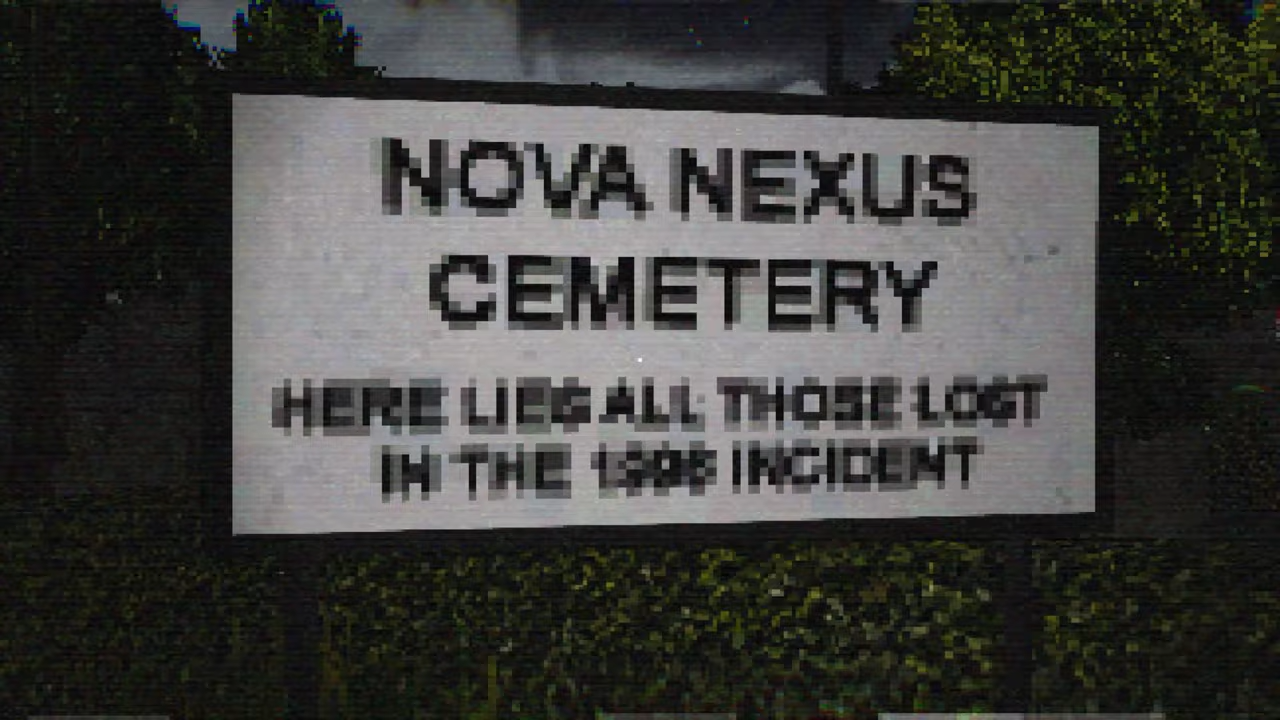 NOVA NEXUS
CEMETERY
HERE LIES ALL THOSE LOST
IN THE INCIDENT